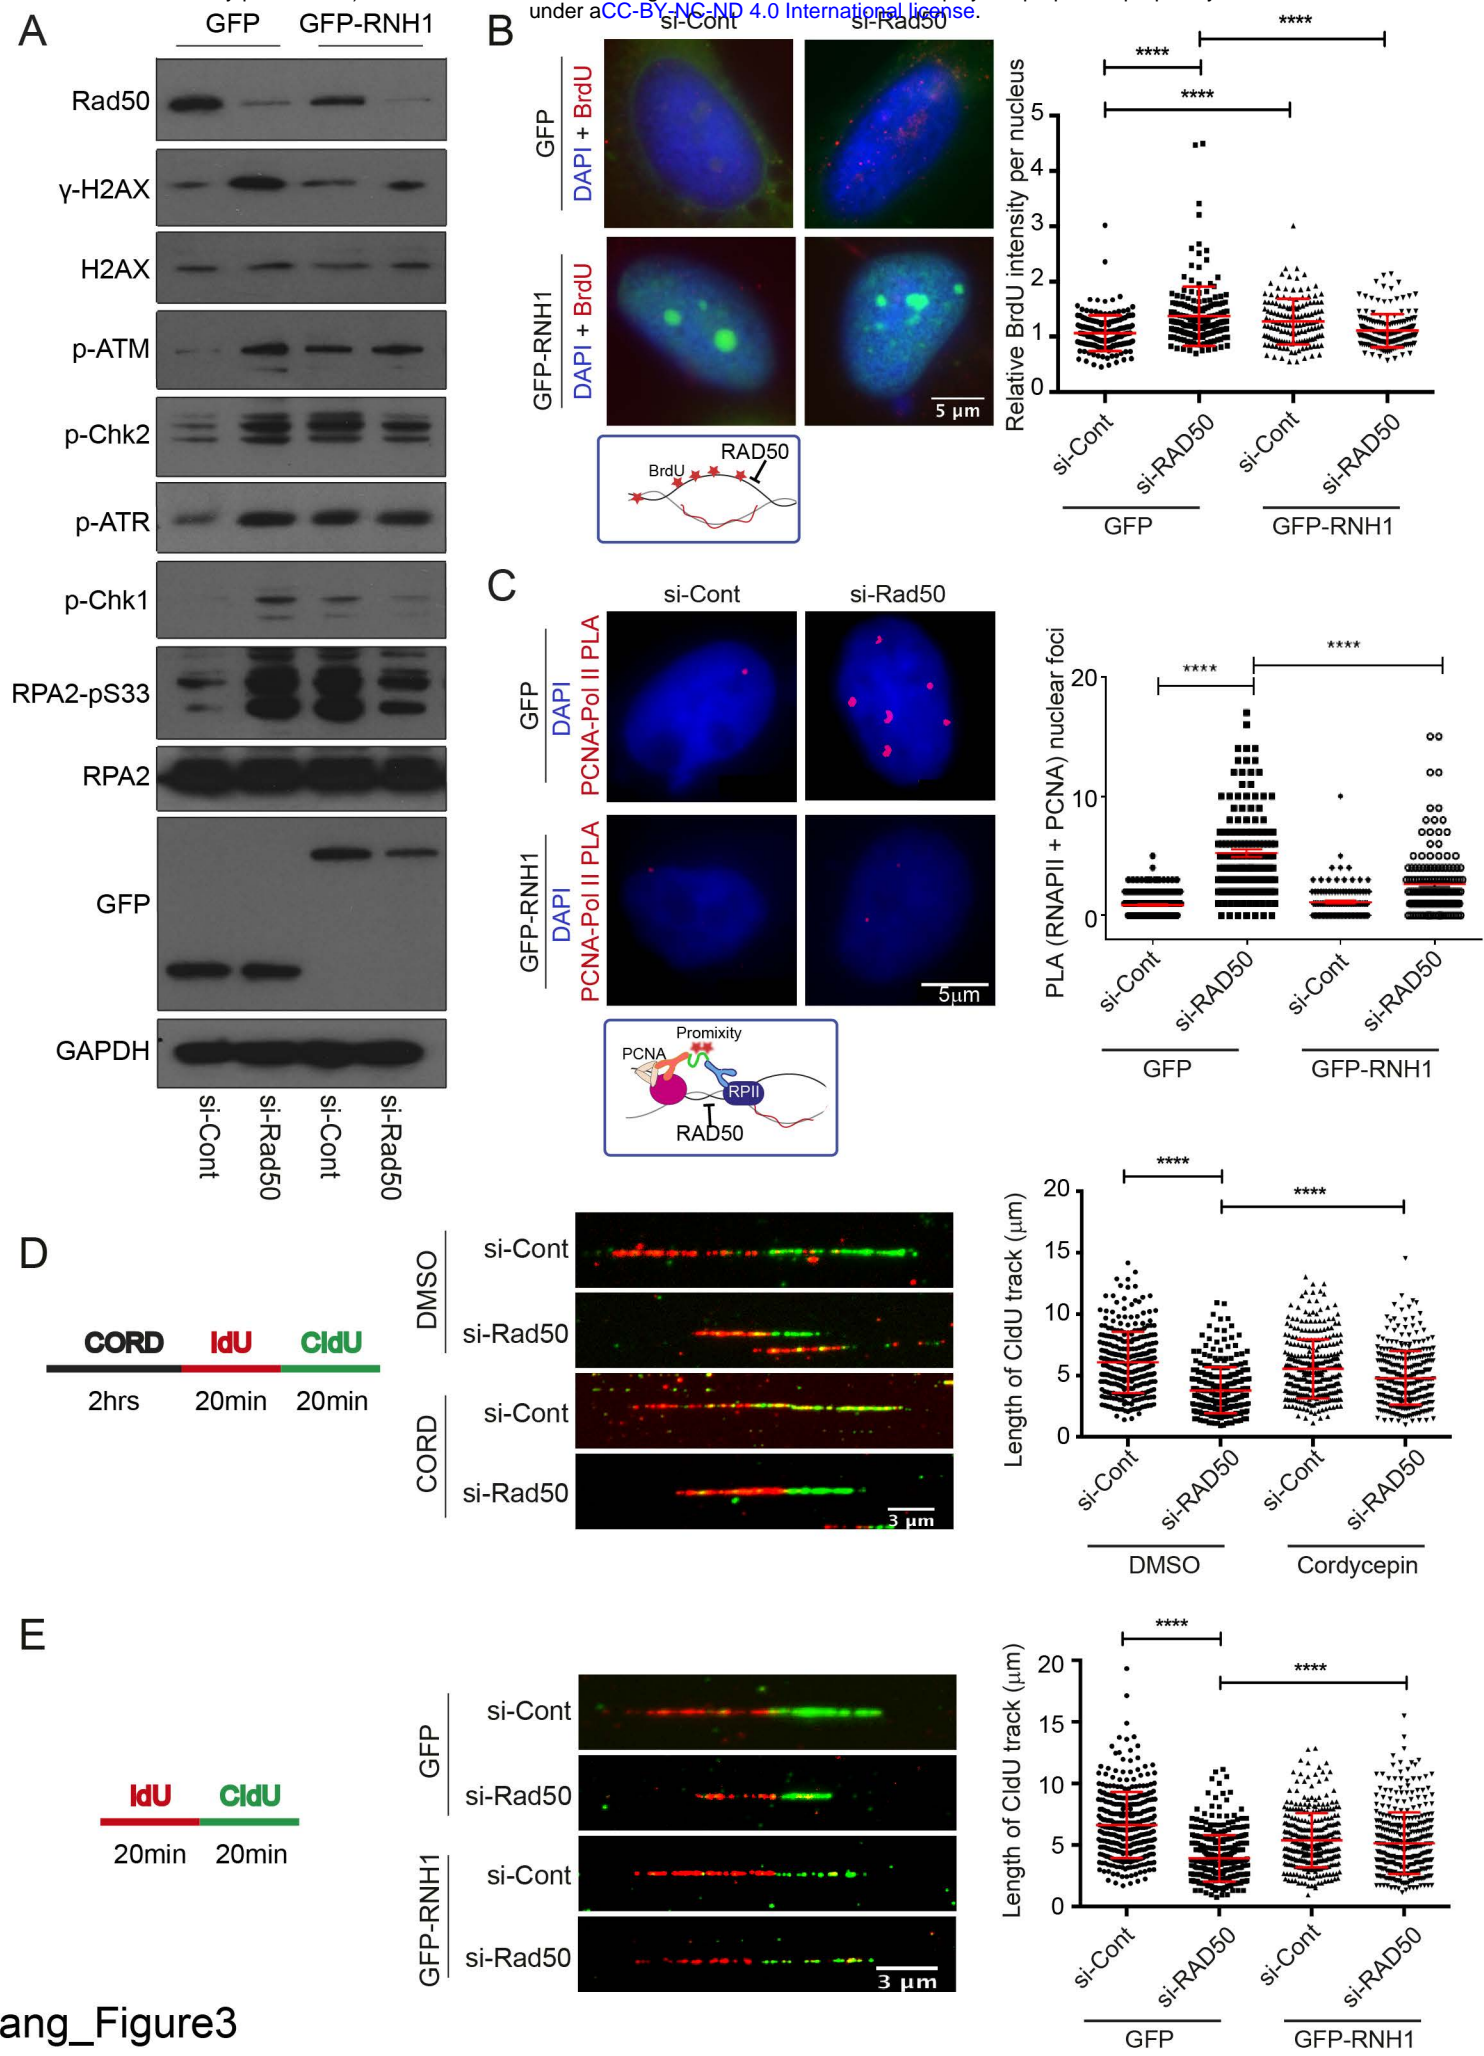 under aCC-BY-NC-ND 4.0 International license.
A
GFP
GFP-RNH1
Rad50
γ-H2AX
H2AX
p-ATM
p-Chk2
p-ATR
p-Chk1
RPA2-pS33
RPA2
GFP
GAPDH
si-Cont
si-Rad50
si-Cont
si-Rad50
B
si-Cont
si-Rad50
GFP
DAPI + BrdU
GFP-RNH1
DAPI + BrdU
5 µm
BrdU
RAD50
Relative BrdU intensity per nucleus
****
****
****
5
4
3
2
1
0
si-Cont
si-RAD50
si-Cont
si-RAD50
GFP
GFP-RNH1
C
si-Cont
si-Rad50
GFP
DAPI
PCNA-Pol II PLA
GFP-RNH1
DAPI
PCNA-Pol II PLA
5µm
Promixity
PCNA
RPII
RAD50
PLA (RNAPII + PCNA) nuclear foci
****
****
20
10
0
si-Cont
si-RAD50
si-Cont
si-RAD50
GFP
GFP-RNH1
D
CORD
IdU
CldU
2hrs
20min
20min
DMSO
si-Cont
si-Rad50
CORD
si-Cont
si-Rad50
3 µm
Length of CldU track (µm)
****
****
20
15
10
5
0
si-Cont
si-RAD50
si-Cont
si-RAD50
DMSO
Cordycepin
E
IdU
CldU
20min
20min
GFP
si-Cont
si-Rad50
GFP-RNH1
si-Cont
si-Rad50
3 µm
Length of CldU track (µm)
****
****
20
15
10
5
0
si-Cont
si-RAD50
si-Cont
si-RAD50
GFP
GFP-RNH1
ang_Figure3